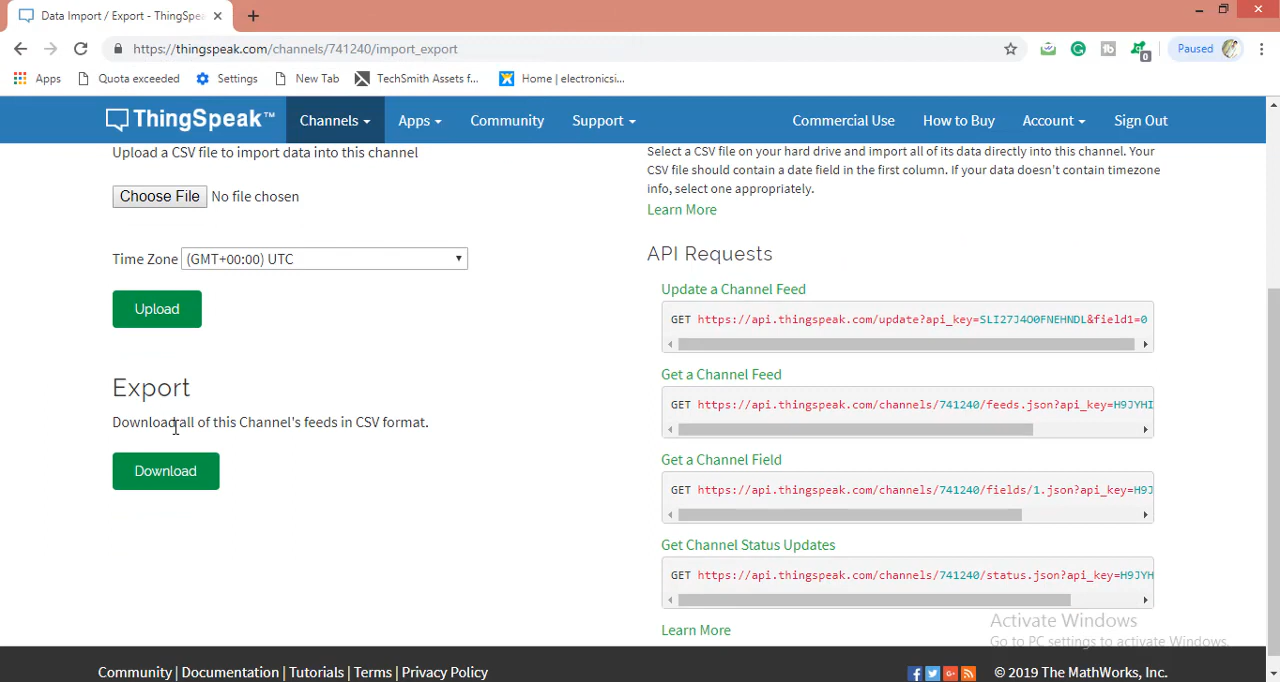 Data Import / Export - ThingSpe
https://thingspeak.com/channels/741240/import_export
Paused
0
Apps
Quota exceeded
Settings
New Tab
TechSmith Assets f...
Home | electronicsi...
ThingSpeak™
Channels
Apps
Community
Support
Commercial Use
How to Buy
Account
Sign Out
Upload a CSV file to import data into this channel
Choose File No file chosen
Time Zone (GMT+00:00) UTC
Upload
Export
Download all of this Channel's feeds in CSV format.
Download
Select a CSV file on your hard drive and import all of its data directly into this channel. Your
CSV file should contain a date field in the first column. If your data doesn't contain timezone
info, select one appropriately.
Learn More
API Requests
Update a Channel Feed
GET https://api.thingspeak.com/update?api_key=SLI27J4O0FNEHNDL&field1=0
Get a Channel Feed
GET https://api.thingspeak.com/channels/741240/feeds.json?api_key=H9JYHI
Get a Channel Field
GET https://api.thingspeak.com/channels/741240/fields/1.json?api_key=H9J
Get Channel Status Updates
GET https://api.thingspeak.com/channels/741240/status.json?api_key=H9JYH
Learn More
Activate Windows
Go to PC settings to activate Windows.
Community | Documentation | Tutorials | Terms | Privacy Policy
© 2019 The MathWorks, Inc.